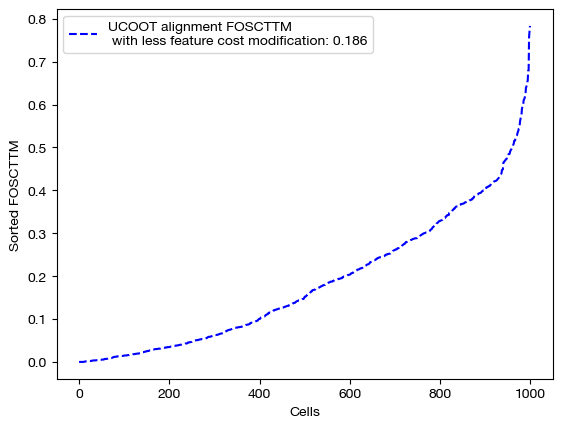 UCOOT alignment FOSCTTM
with less feature cost modification: 0.186
0.8
0.7
0.6
0.5
0.4
0.3
0.2
0.1
0.0
Sorted FOSCTTM
0 200 400 600 800 1000
Cells